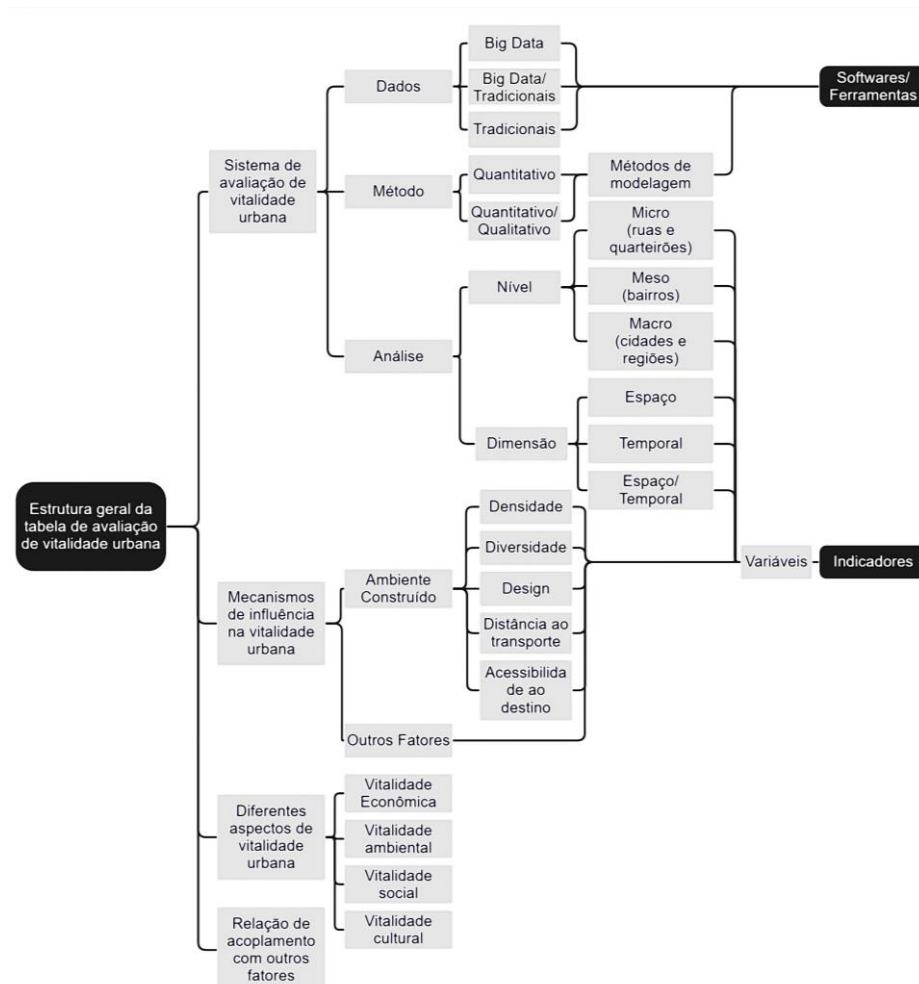 Big Data
Big Data/
Tradicionais
Tradicionais
Dados
Softwares/
Ferramentas
Sistema de
avaliação de
vitalidade
urbana
Método
Quantitativo
Quantitativo/
Qualitativo
Métodos de
modelagem
Análise
Nível
Micro
(ruas e
quarteirões)
Meso
(bairros)
Macro
(cidades e
regiões)
Dimensão
Espaço
Temporal
Espaço/
Temporal
Estrutura geral da
tabela de avaliação
de vitalidade urbana
Mecanismos
de influência
na vitalidade
urbana
Ambiente
Construído
Densidade
Diversidade
Design
Distância ao
transporte
Acessibilida
de ao
destino
Variáveis
Indicadores
Outros Fatores
Diferentes
aspectos de
vitalidade
urbana
Vitalidade
Econômica
Vitalidade
ambiental
Vitalidade
social
Vitalidade
cultural
Relação de
acoplamento
com outros
fatores